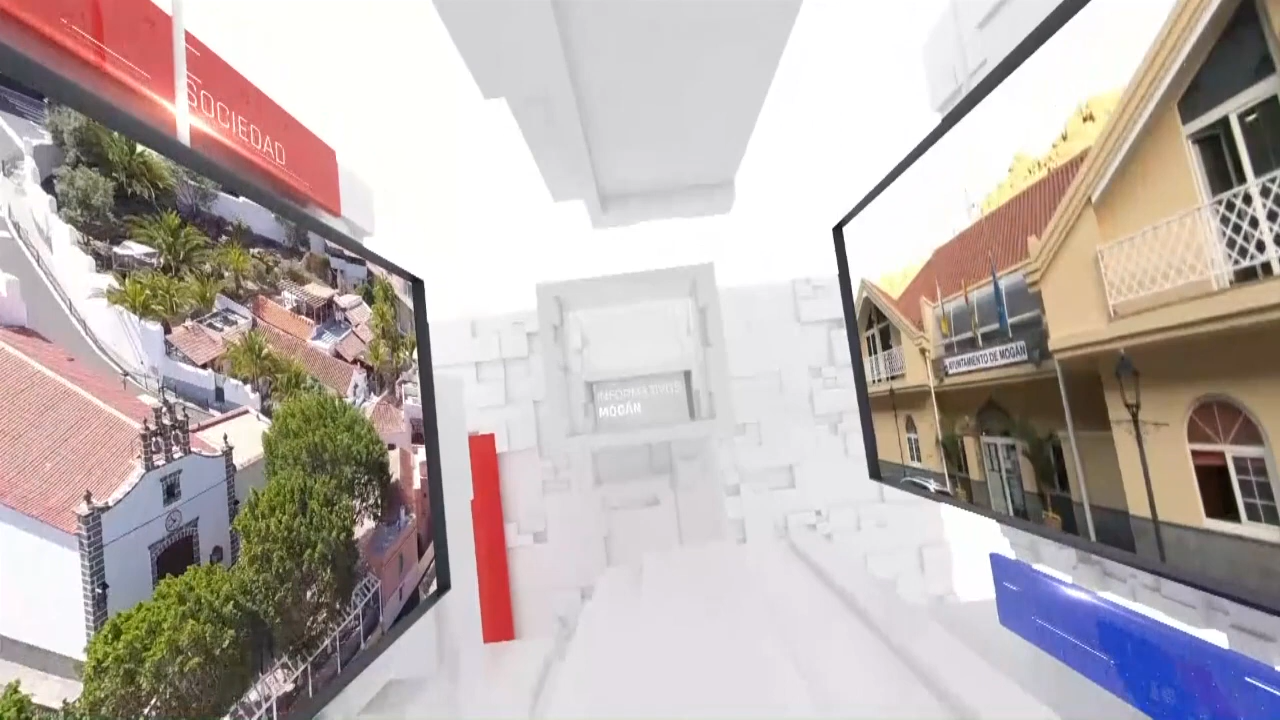 SOCIEDAD
INFORMATIVOS
MOGÁN
AYUNTAMIENTO DE MOGÁN